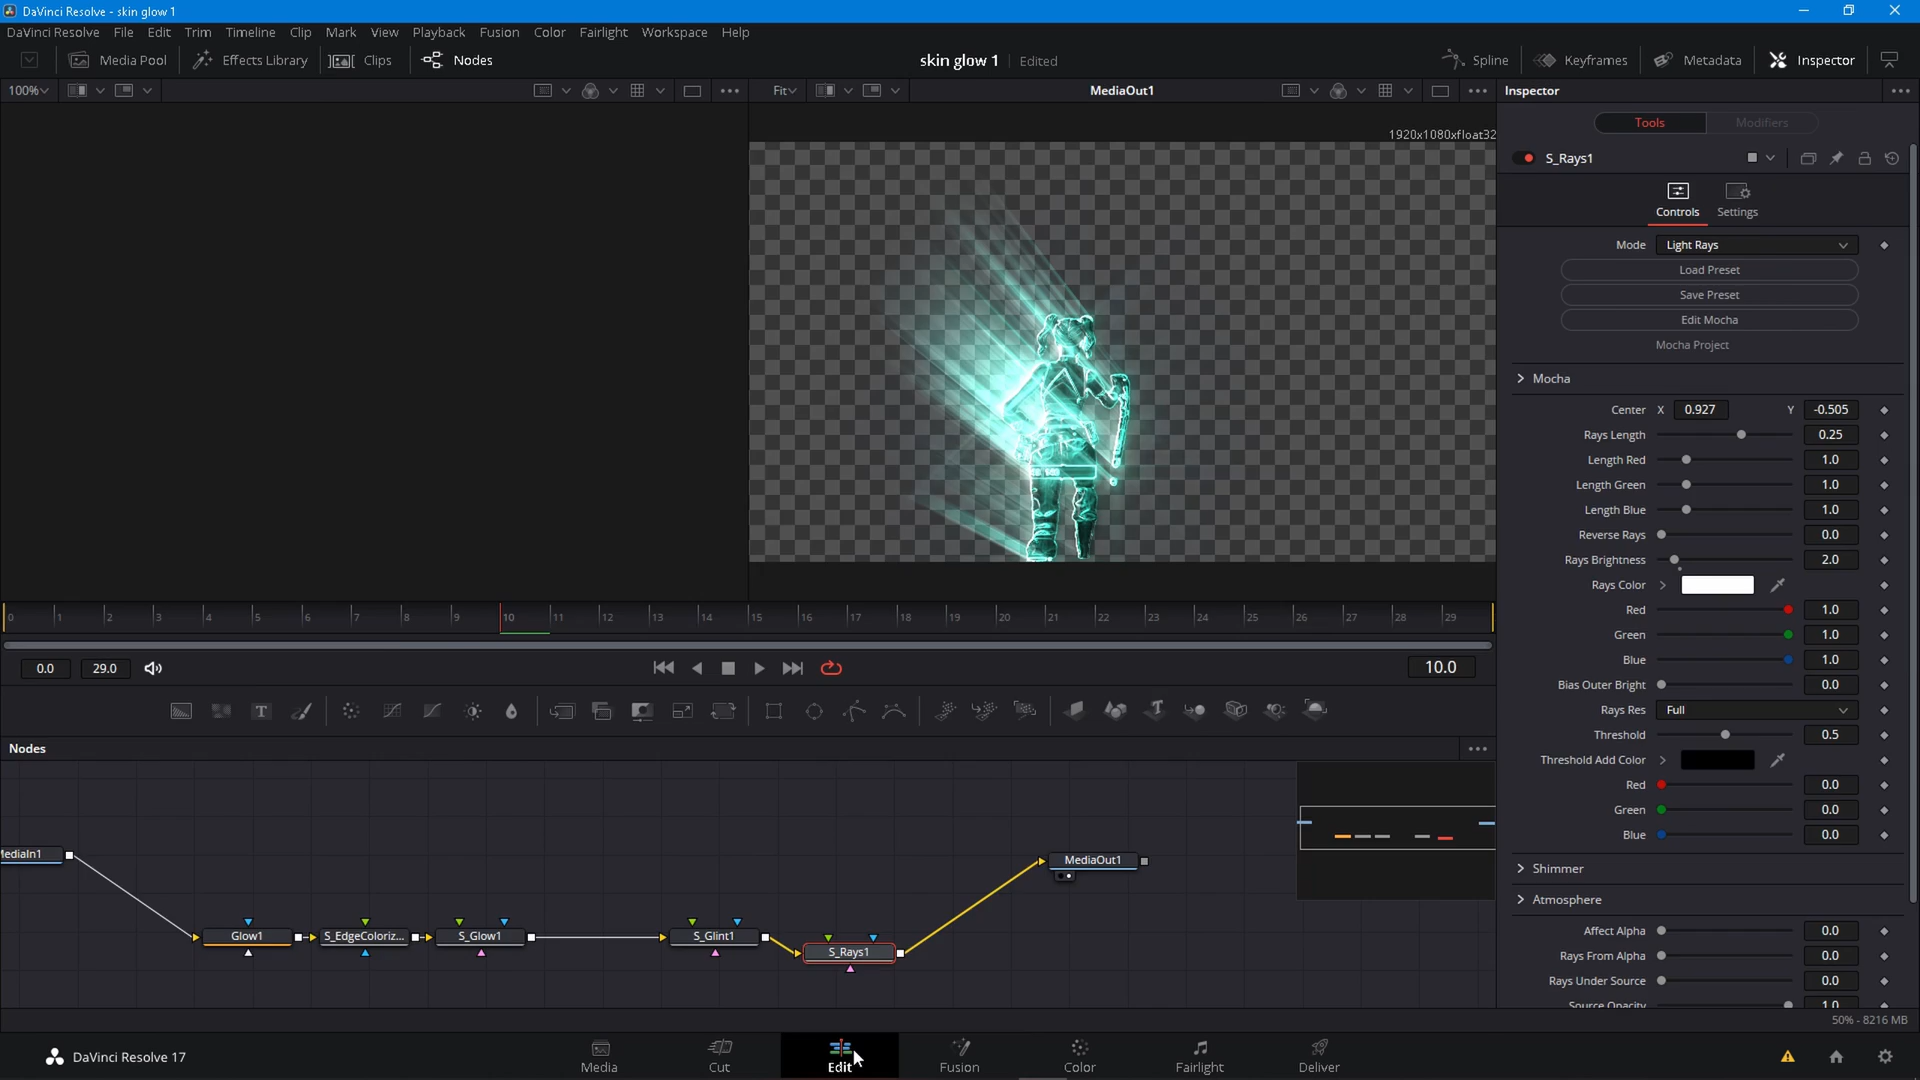 DaVinci Resolve - skin glow 1
DaVinci Resolve File Edit Trim Timeline Clip Mark View Playback Fusion Color Fairlight Workspace Help
Media Pool Effects Library Clips Nodes skin glow 1 Edited Spline Keyframes Metadata Inspector
100% Fit MediaOut1 Inspector
1920x1080xfloat32
Tools Modifiers
S_Rays1
Controls Settings
Mode Light Rays
Load Preset
Save Preset
Edit Mocha
Mocha Project
Mocha
Center X 0.927 Y -0.505
Rays Length 0.25
Length Red 1.0
Length Green 1.0
Length Blue 1.0
Reverse Rays 0.0
Rays Brightness 2.0
Rays Color
Red 1.0
Green 1.0
Blue 1.0
Bias Outer Bright 0.0
Rays Res Full
Threshold 0.5
Threshold Add Color
Red 0.0
Green 0.0
Blue 0.0
Shimmer
Atmosphere
Affect Alpha 0.0
Rays From Alpha 0.0
Rays Under Source 0.0
Source Opacity 1.0
0 1 2 3 4 5 6 7 8 9 10 11 12 13 14 15 16 17 18 19 20 21 22 23 24 25 26 27 28 29
0.0 29.0 10.0
Nodes
MediaIn1
MediaOut1
Glow1 S_EdgeColoriz... S_Glow1 S_Glint1 S_Rays1
50% - 8216 MB
DaVinci Resolve 17 Media Cut Edit Fusion Color Fairlight Deliver